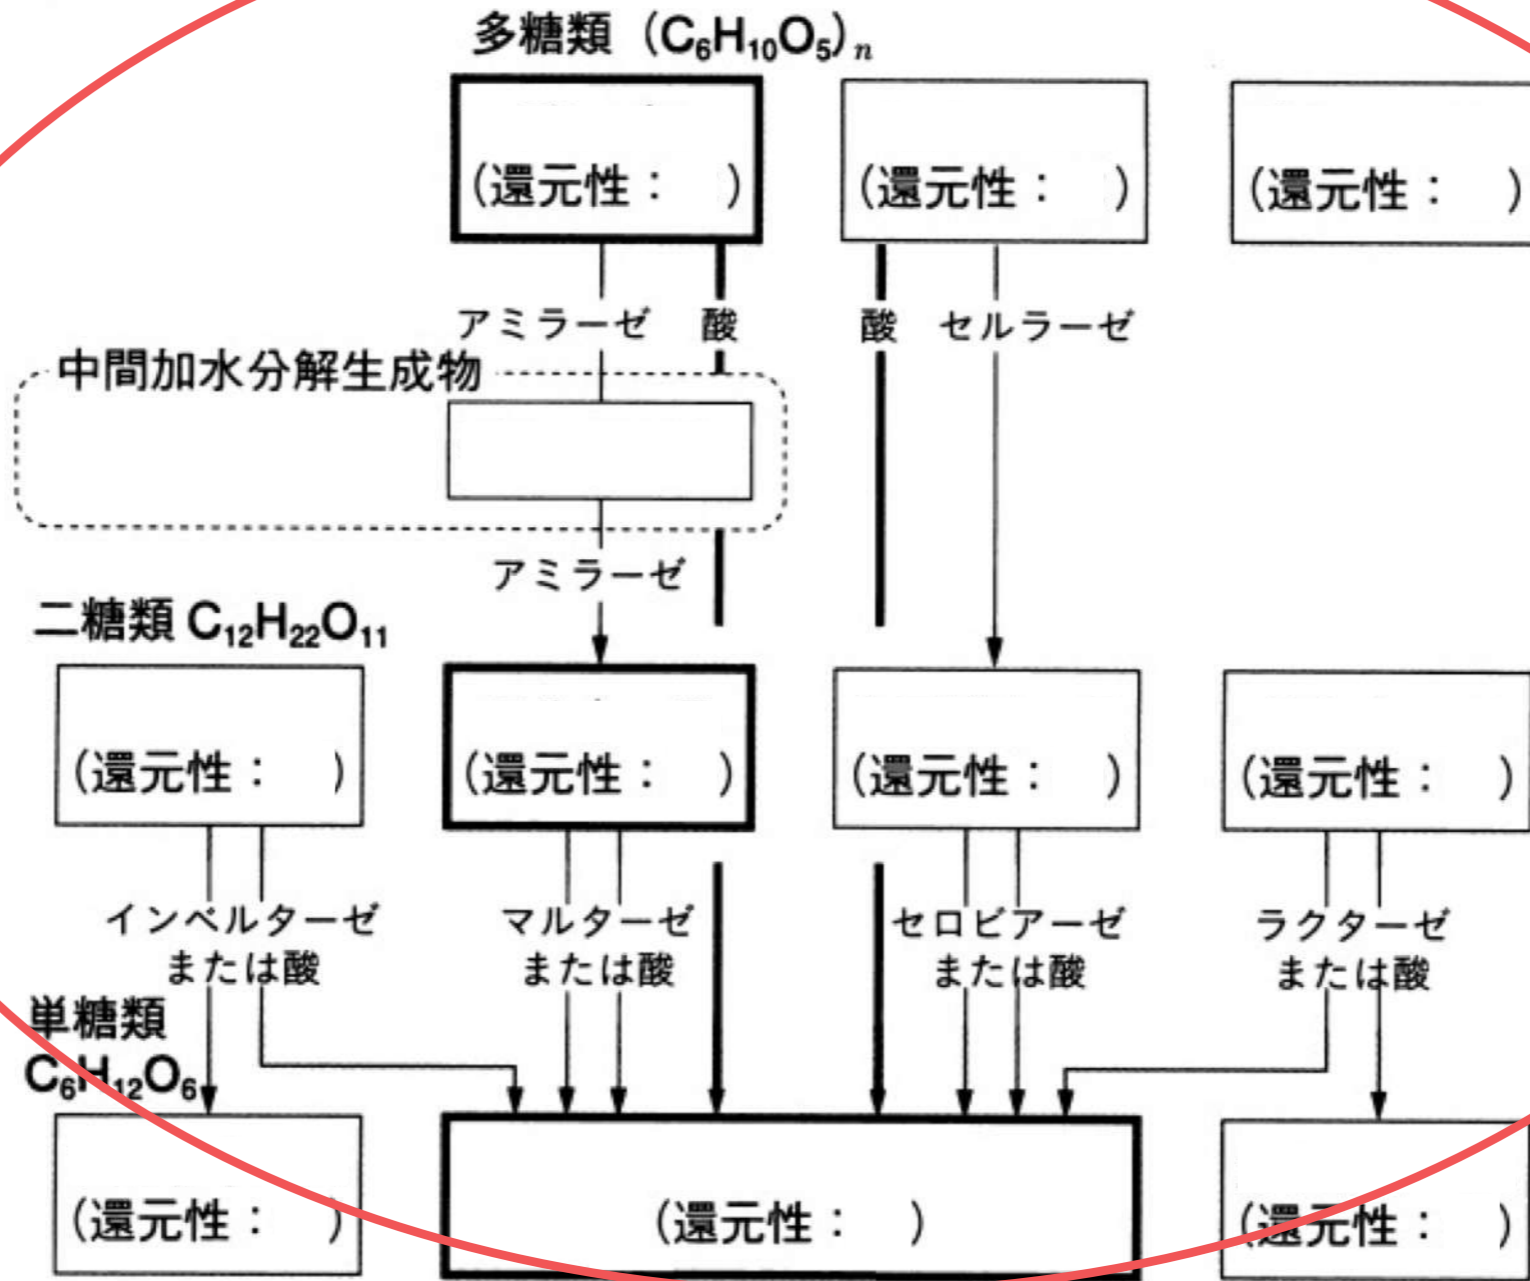 多糖類 (C₆H₁₀O₅)ₙ
(還元性: ) (還元性: ) (還元性: )
アミラーゼ 酸 酸 セルラーゼ
中間加水分解生成物
アミラーゼ
二糖類 C₁₂H₂₂O₁₁
(還元性: ) (還元性: ) (還元性: ) (還元性: )
インベルターゼ マルターゼ セロビアーゼ ラクターゼ
または酸 または酸 または酸 または酸
単糖類
C₆H₁₂O₆
(還元性: ) (還元性: ) (還元性: )